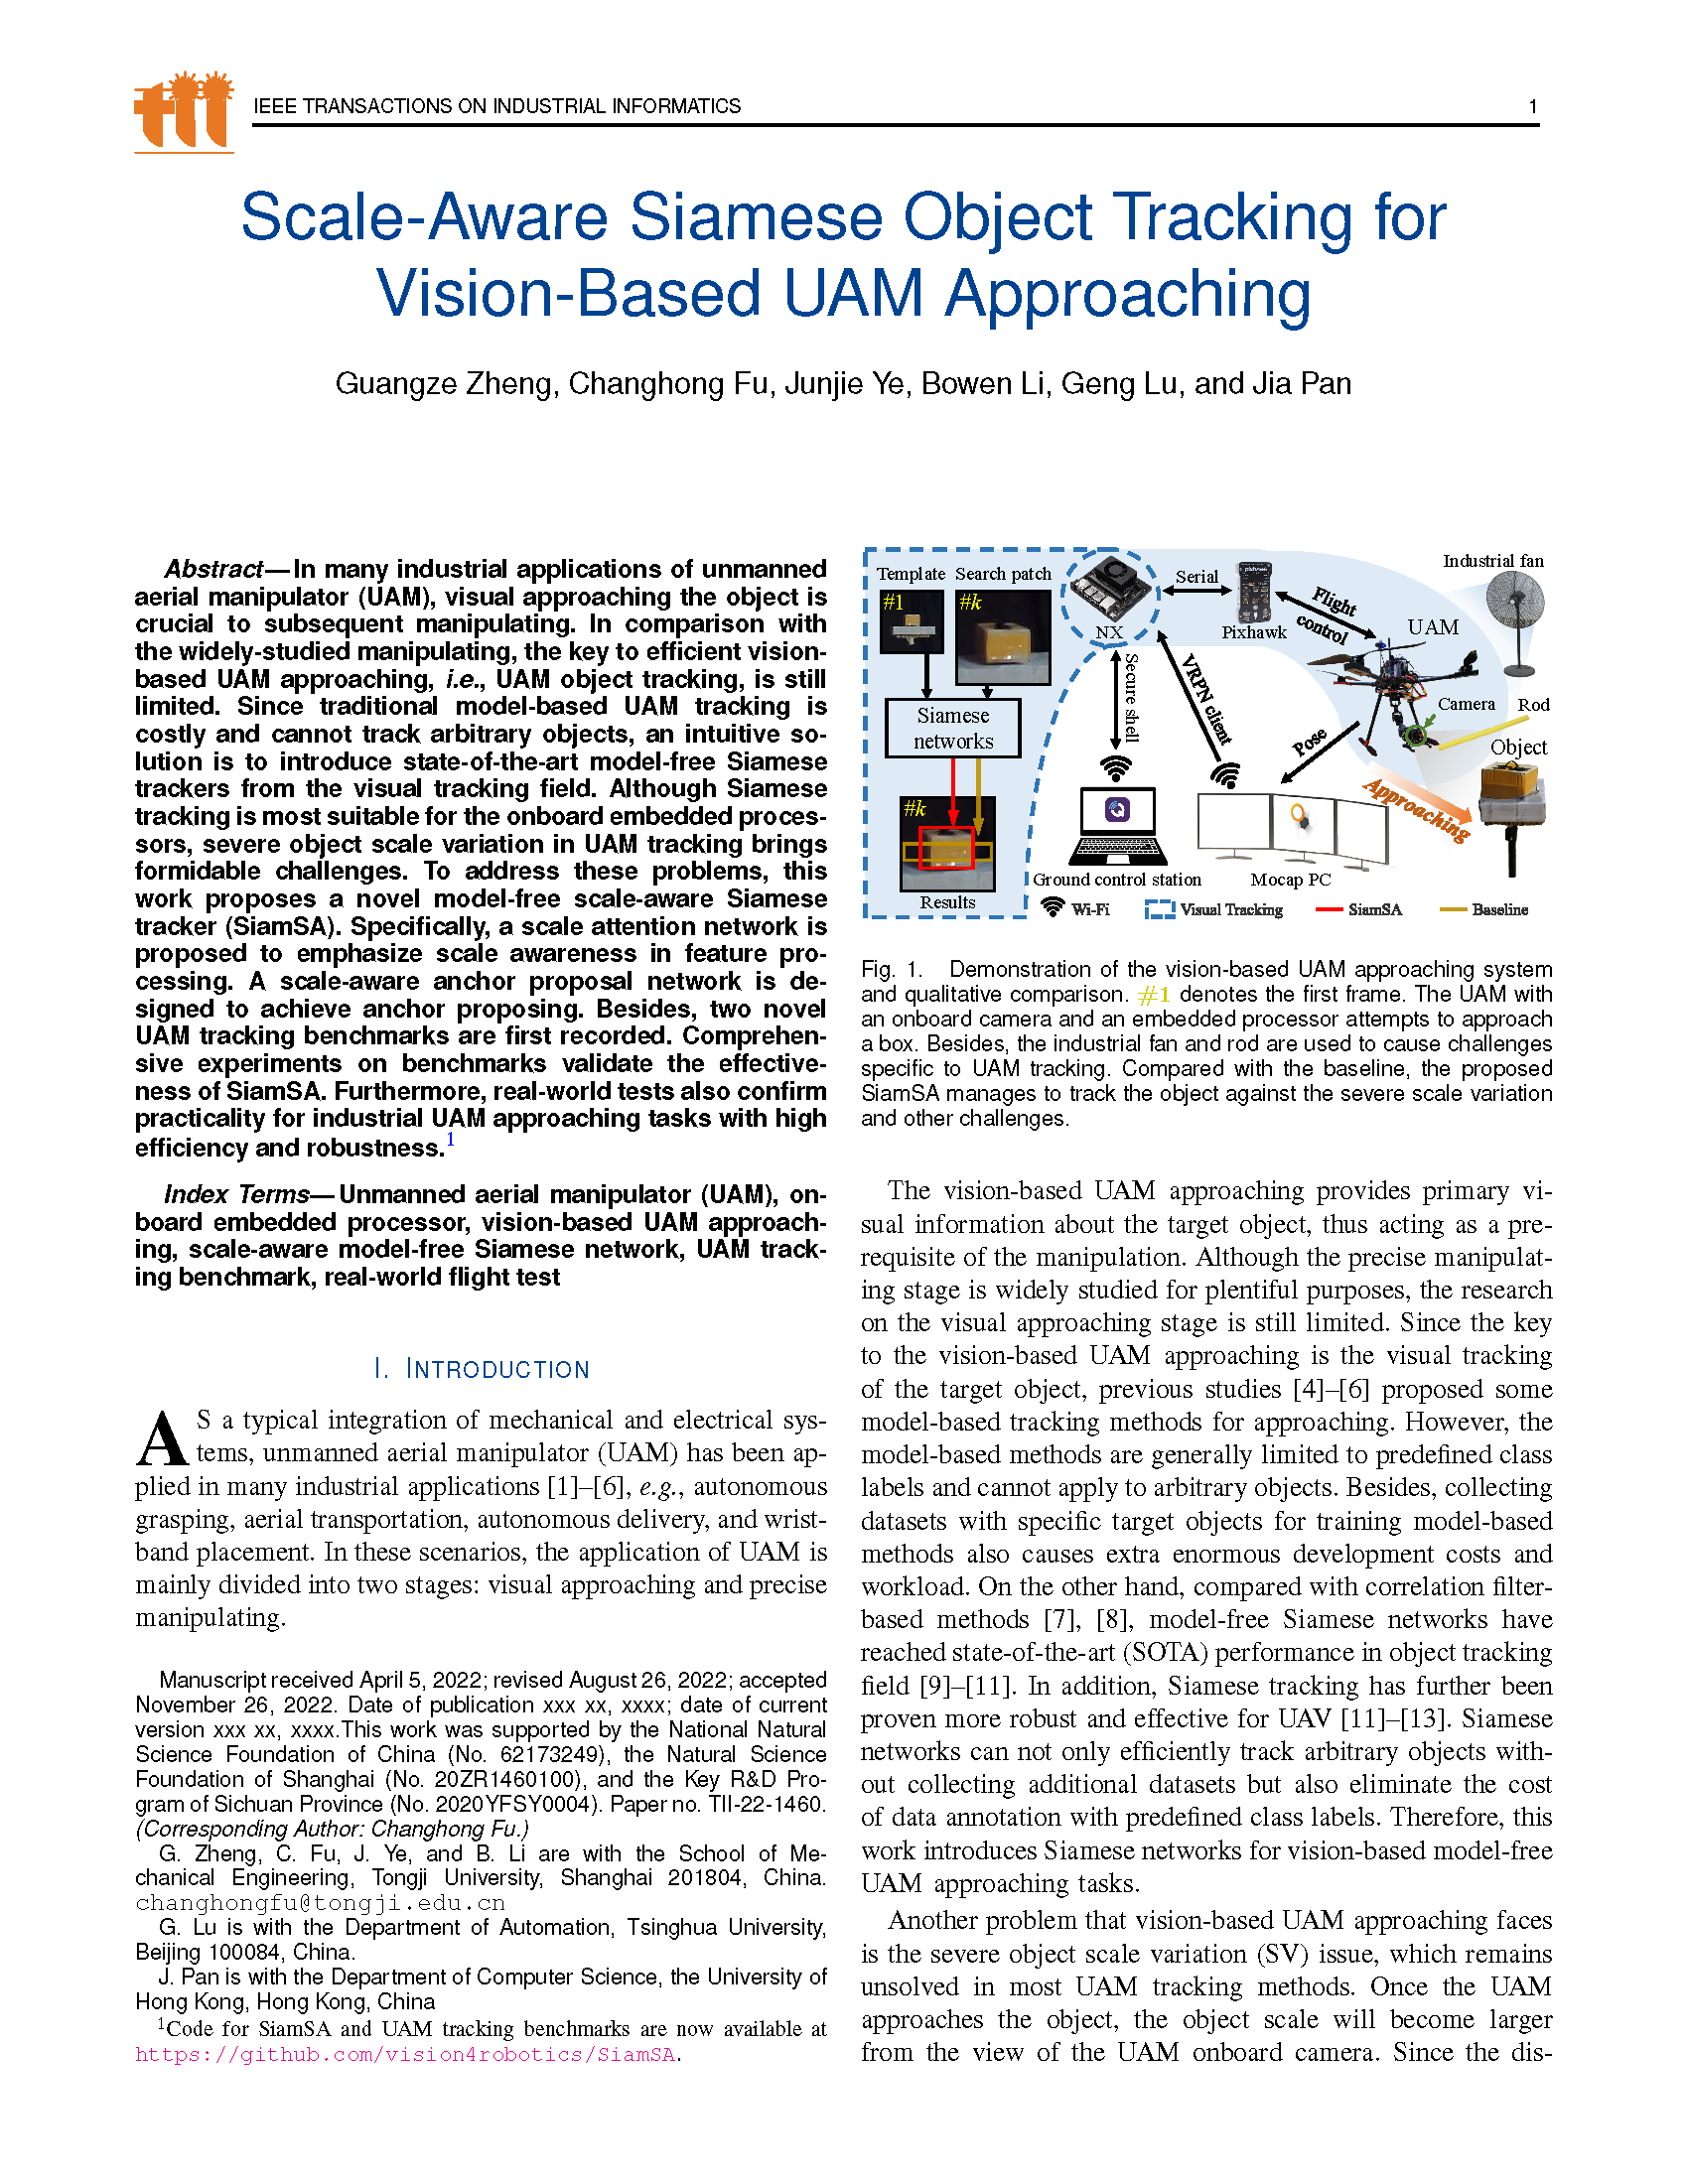 tii
IEEE TRANSACTIONS ON INDUSTRIAL INFORMATICS
1
Scale-Aware Siamese Object Tracking for
Vision-Based UAM Approaching
Guangze Zheng, Changhong Fu, Junjie Ye, Bowen Li, Geng Lu, and Jia Pan
Abstract—In many industrial applications of unmanned
aerial manipulator (UAM), visual approaching the object is
crucial to subsequent manipulating. In comparison with
the widely-studied manipulating, the key to efficient vision-
based UAM approaching, i.e., UAM object tracking, is still
limited. Since traditional model-based UAM tracking is
costly and cannot track arbitrary objects, an intuitive so-
lution is to introduce state-of-the-art model-free Siamese
trackers from the visual tracking field. Although Siamese
tracking is most suitable for the onboard embedded proces-
sors, severe object scale variation in UAM tracking brings
formidable challenges. To address these problems, this
work proposes a novel model-free scale-aware Siamese
tracker (SiamSA). Specifically, a scale attention network is
proposed to emphasize scale awareness in feature pro-
cessing. A scale-aware anchor proposal network is de-
signed to achieve anchor proposing. Besides, two novel
UAM tracking benchmarks are first recorded. Comprehen-
sive experiments on benchmarks validate the effective-
ness of SiamSA. Furthermore, real-world tests also confirm
practicality for industrial UAM approaching tasks with high
efficiency and robustness.1
Index Terms—Unmanned aerial manipulator (UAM), on-
board embedded processor, vision-based UAM approach-
ing, scale-aware model-free Siamese network, UAM track-
ing benchmark, real-world flight test
I. INTRODUCTION
AS a typical integration of mechanical and electrical sys-
tems, unmanned aerial manipulator (UAM) has been ap-
plied in many industrial applications [1]–[6], e.g., autonomous
grasping, aerial transportation, autonomous delivery, and wrist-
band placement. In these scenarios, the application of UAM is
mainly divided into two stages: visual approaching and precise
manipulating.
Manuscript received April 5, 2022; revised August 26, 2022; accepted
November 26, 2022. Date of publication xxx xx, xxxx; date of current
version xxx xx, xxxx.This work was supported by the National Natural
Science Foundation of China (No. 62173249), the Natural Science
Foundation of Shanghai (No. 20ZR1460100), and the Key R&D Pro-
gram of Sichuan Province (No. 2020YFSY0004). Paper no. TII-22-1460.
(Corresponding Author: Changhong Fu.)
G. Zheng, C. Fu, J. Ye, and B. Li are with the School of Me-
chanical Engineering, Tongji University, Shanghai 201804, China.
changhongfu@tongji.edu.cn
G. Lu is with the Department of Automation, Tsinghua University,
Beijing 100084, China.
J. Pan is with the Department of Computer Science, the University of
Hong Kong, Hong Kong, China
1Code for SiamSA and UAM tracking benchmarks are now available at
https://github.com/vision4robotics/SiamSA.
Template Search patch
#1
#k
Siamese
networks
#k
Results
NX
Serial
Pixhawk
Flight
control
UAM
Industrial fan
Camera
Rod
Object
Secure shell
VRPN client
Pose
Approaching
Ground control station
Mocap PC
Wi-Fi
Visual Tracking
SiamSA
Baseline
Fig. 1. Demonstration of the vision-based UAM approaching system
and qualitative comparison. #1 denotes the first frame. The UAM with
an onboard camera and an embedded processor attempts to approach
a box. Besides, the industrial fan and rod are used to cause challenges
specific to UAM tracking. Compared with the baseline, the proposed
SiamSA manages to track the object against the severe scale variation
and other challenges.
The vision-based UAM approaching provides primary vi-
sual information about the target object, thus acting as a pre-
requisite of the manipulation. Although the precise manipulat-
ing stage is widely studied for plentiful purposes, the research
on the visual approaching stage is still limited. Since the key
to the vision-based UAM approaching is the visual tracking
of the target object, previous studies [4]–[6] proposed some
model-based tracking methods for approaching. However, the
model-based methods are generally limited to predefined class
labels and cannot apply to arbitrary objects. Besides, collecting
datasets with specific target objects for training model-based
methods also causes extra enormous development costs and
workload. On the other hand, compared with correlation filter-
based methods [7], [8], model-free Siamese networks have
reached state-of-the-art (SOTA) performance in object tracking
field [9]–[11]. In addition, Siamese tracking has further been
proven more robust and effective for UAV [11]–[13]. Siamese
networks can not only efficiently track arbitrary objects with-
out collecting additional datasets but also eliminate the cost
of data annotation with predefined class labels. Therefore, this
work introduces Siamese networks for vision-based model-free
UAM approaching tasks.
Another problem that vision-based UAM approaching faces
is the severe object scale variation (SV) issue, which remains
unsolved in most UAM tracking methods. Once the UAM
approaches the object, the object scale will become larger
from the view of the UAM onboard camera. Since the dis-